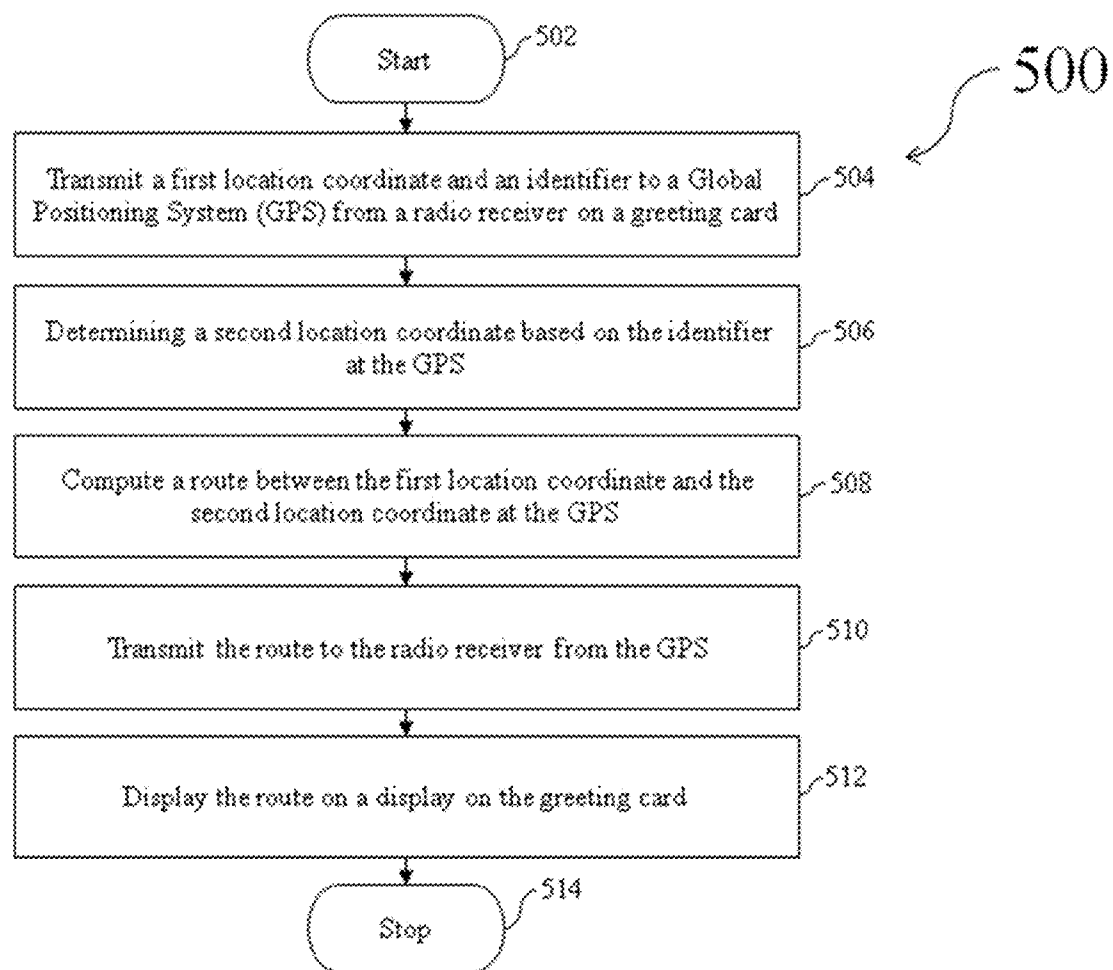 Start
502
500
Transmit a first location coordinate and an identifier to a Global
Positioning System (GPS) from a radio receiver on a greeting card
504
Determining a second location coordinate based on the identifier
at the GPS
506
Compute a route between the first location coordinate and the
second location coordinate at the GPS
508
Transmit the route to the radio receiver from the GPS
510
Display the route on a display on the greeting card
512
Stop
514